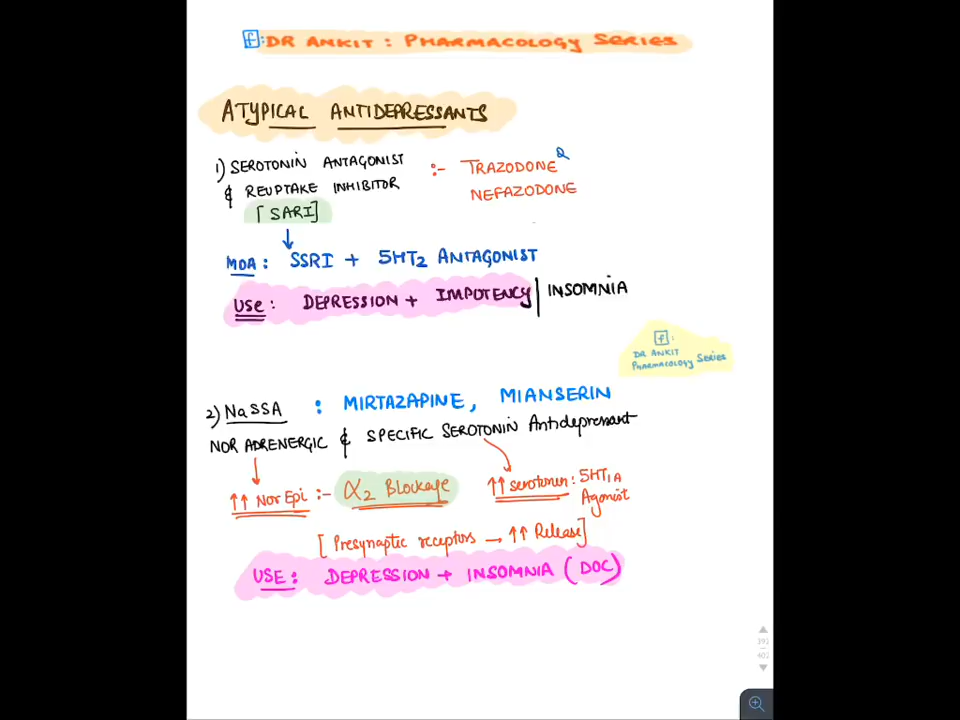 f: DR ANKIT: PHARMACOLOGY SERIES
ATYPICAL ANTIDEPRESSANTS
1) SEROTONIN ANTAGONIST & REUPTAKE INHIBITOR [SARI] :- TRAZODONE & NEFAZODONE
MOA: SSRI + 5HT2 ANTAGONIST
USE: DEPRESSION + IMPOTENCY | INSOMNIA
f:
DR ANKIT
PHARMACOLOGY SERIES
2) NaSSA : MIRTAZAPINE, MIANSERIN
NOR ADRENERGIC & SPECIFIC SEROTONIN Antidepressant
↑↑ Nor Epi :- α2 Blockage
↑↑ serotonin: 5HT1A Agonist
[Presynaptic receptors → ↑↑ Release]
USE: DEPRESSION + INSOMNIA (DOC)
392
402